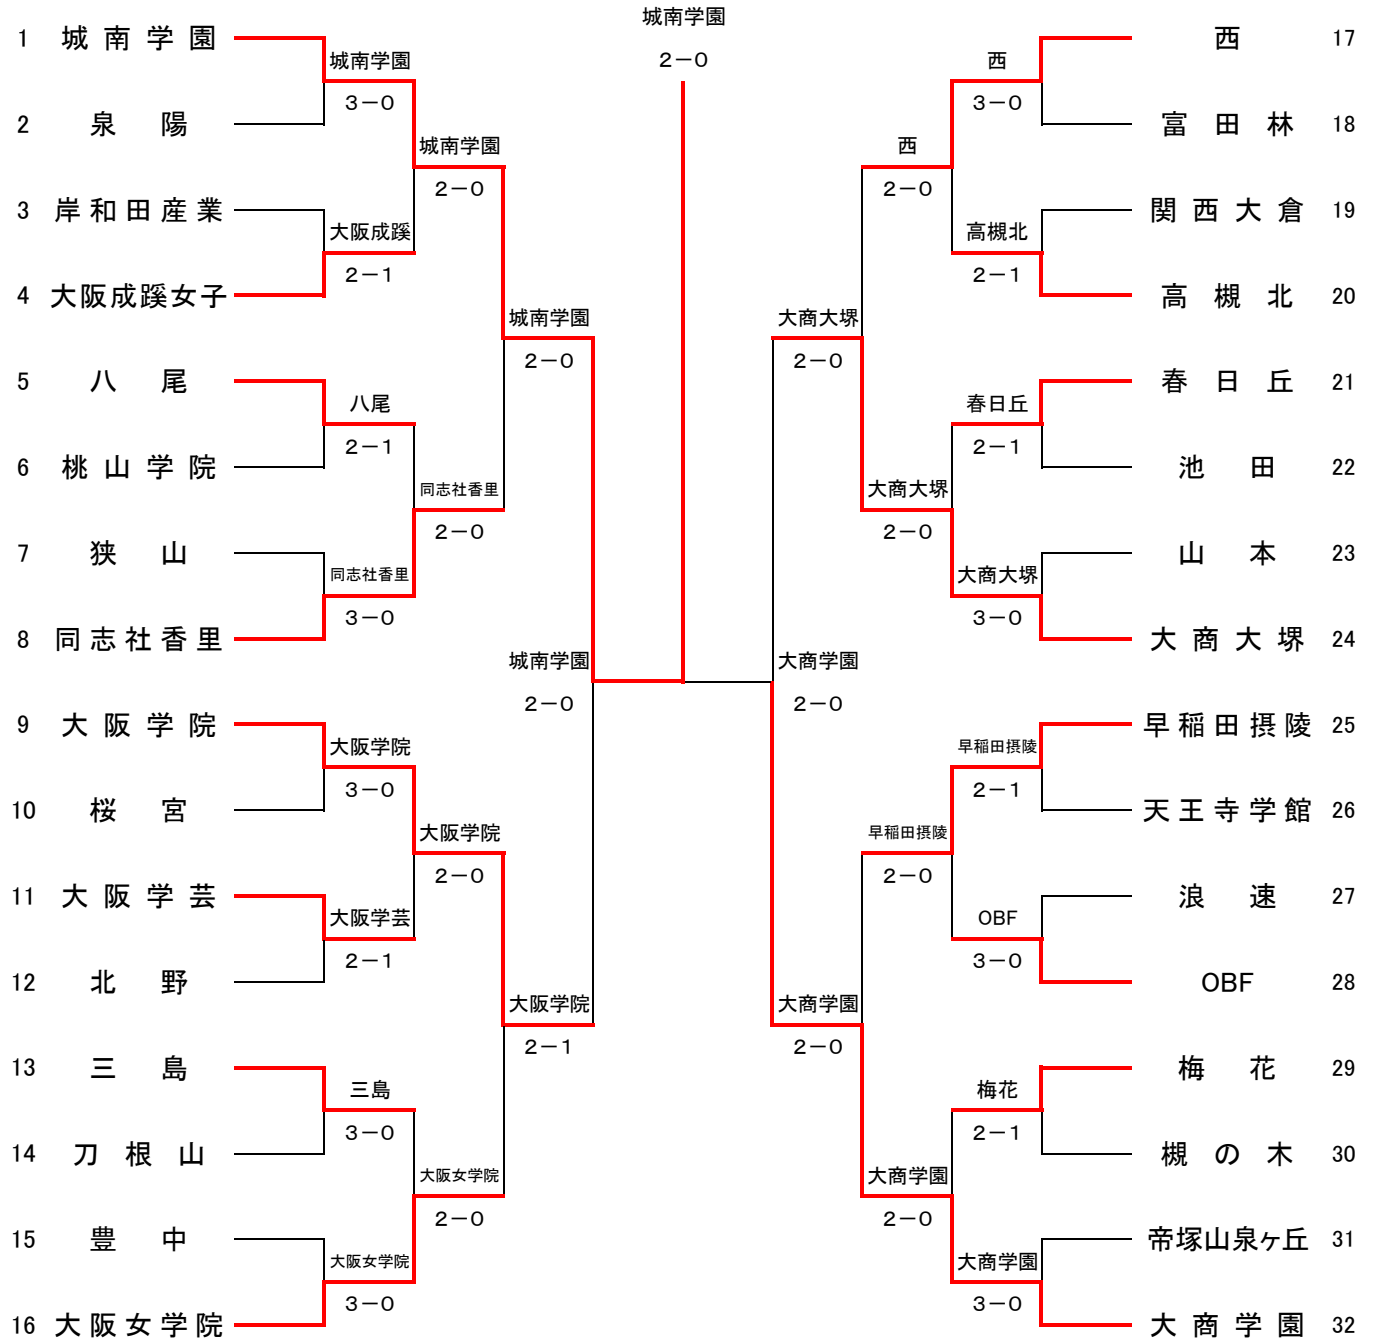 城南学園
2－0
1 城南学園
城南学園
3－0
2 泉陽
城南学園
2－0
3 岸和田産業
大阪成蹊
2－1
4 大阪成蹊女子
城南学園
2－0
5 八尾
八尾
2－1
6 桃山学院
同志社香里
2－0
7 狭山
同志社香里
3－0
8 同志社香里
城南学園
2－0
9 大阪学院
大阪学院
3－0
10 桜宮
大阪学院
2－0
11 大阪学芸
大阪学芸
2－1
12 北野
大阪学院
2－1
13 三島
三島
3－0
14 刀根山
大阪女学院
2－0
15 豊中
大阪女学院
3－0
16 大阪女学院
西 17
西
3－0
富田林 18
西
2－0
関西大倉 19
高槻北
2－1
高槻北 20
大商大堺
2－0
春日丘 21
春日丘
2－1
池田 22
大商大堺
2－0
山本 23
大商大堺
3－0
大商大堺 24
大商学園
2－0
早稲田摂陵 25
早稲田摂陵
2－1
天王寺学館 26
早稲田摂陵
2－0
浪速 27
OBF
3－0
OBF 28
大商学園
2－0
梅花 29
梅花
2－1
槻の木 30
大商学園
2－0
帝塚山泉ヶ丘 31
大商学園
3－0
大商学園 32